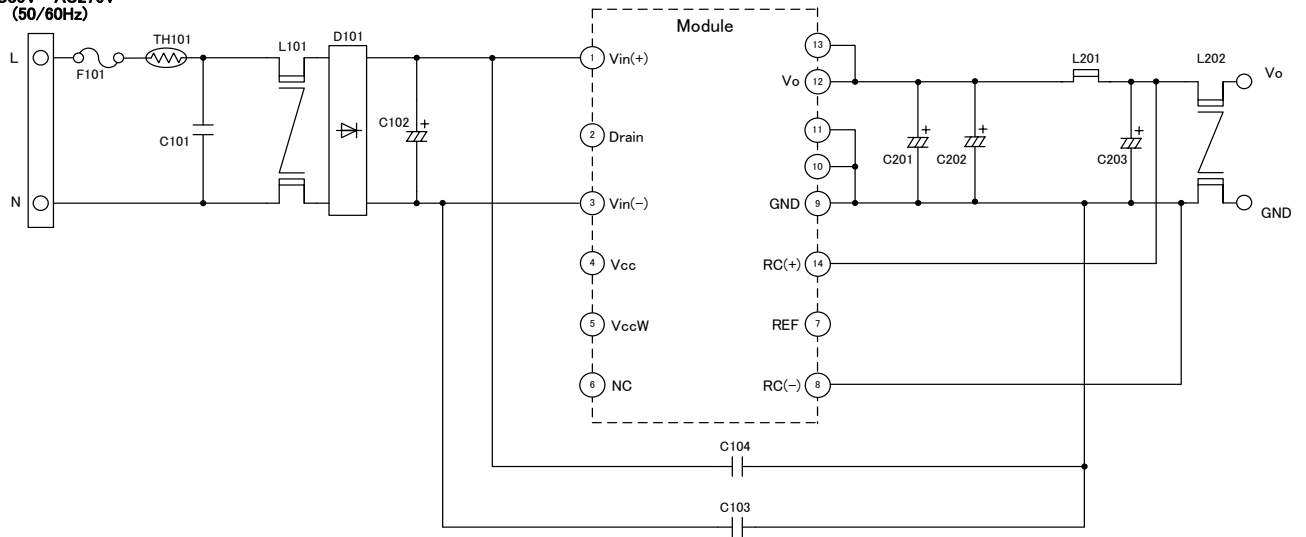 (50/60Hz)
L
F101
TH101
C101
L101
D101
C102
N
Module
1 Vin(+)
2 Drain
3 Vin(-)
4 Vcc
5 VccW
6 NC
13
Vo 12
11
10
GND 9
RC(+) 14
REF 7
RC(-) 8
C201
C202
L201
C203
L202
Vo
GND
C104
C103